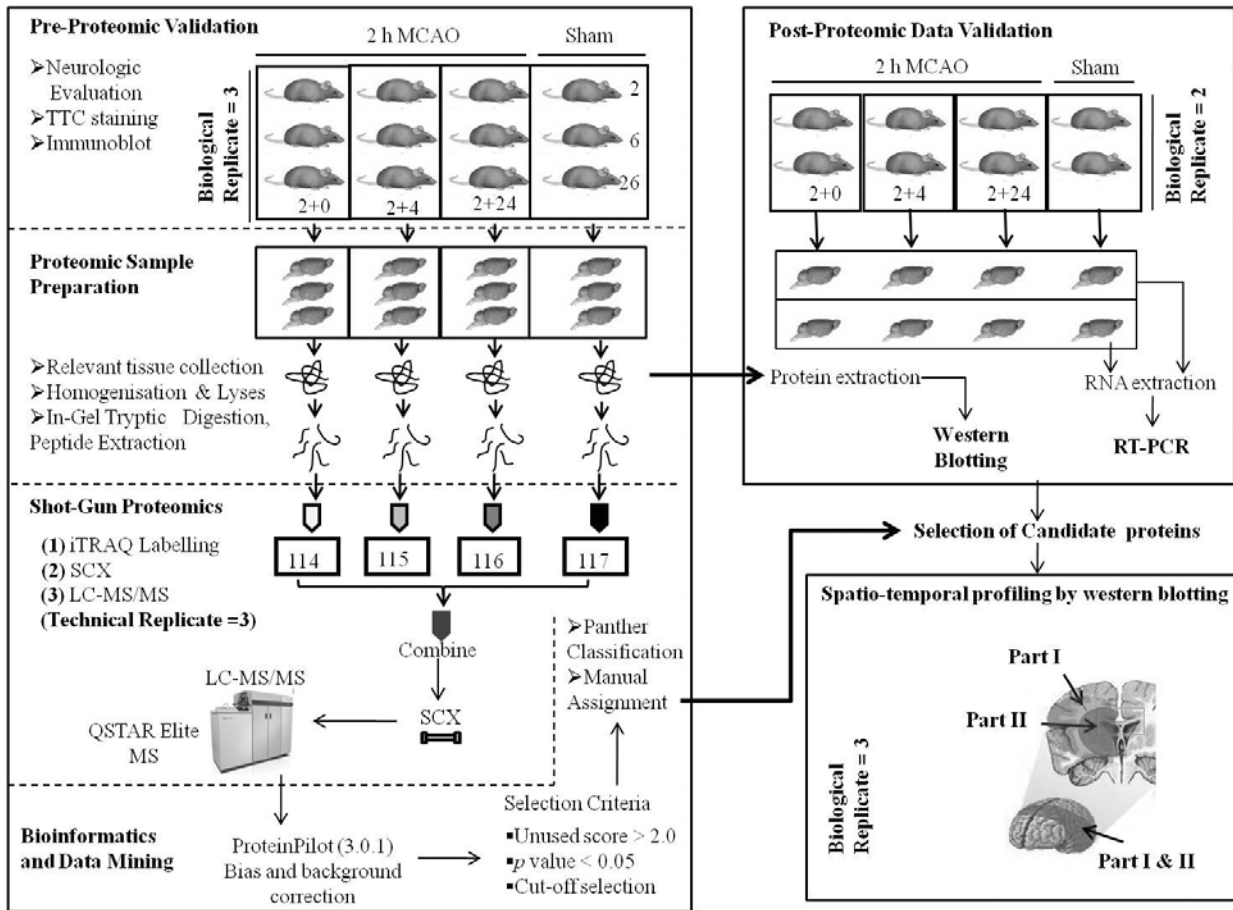 Pre-Proteomic Validation
➢Neurologic
Evaluation
➢TTC staining
➢Immunoblot
Biological
Replicate = 3
2 h MCAO
Sham
2
6
26
2+0
2+4
2+24
Proteomic Sample
Preparation
➢Relevant tissue collection
➢Homogenisation & Lyses
➢In-Gel Tryptic Digestion,
Peptide Extraction
Shot-Gun Proteomics
(1) iTRAQ Labelling
(2) SCX
(3) LC-MS/MS
(Technical Replicate =3)
114
115
116
117
Combine
SCX
LC-MS/MS
QSTAR Elite
MS
➢Panther
Classification
➢Manual
Assignment
Bioinformatics
and Data Mining
ProteinPilot (3.0.1)
Bias and background
correction
Selection Criteria
▪Unused score > 2.0
▪p value < 0.05
▪Cut-off selection
Post-Proteomic Data Validation
2 h MCAO
Sham
2+0
2+4
2+24
Biological
Replicate = 2
Protein extraction
RNA extraction
Western
Blotting
RT-PCR
Selection of Candidate proteins
Spatio-temporal profiling by western blotting
Part I
Part II
Biological
Replicate = 3
Part I & II